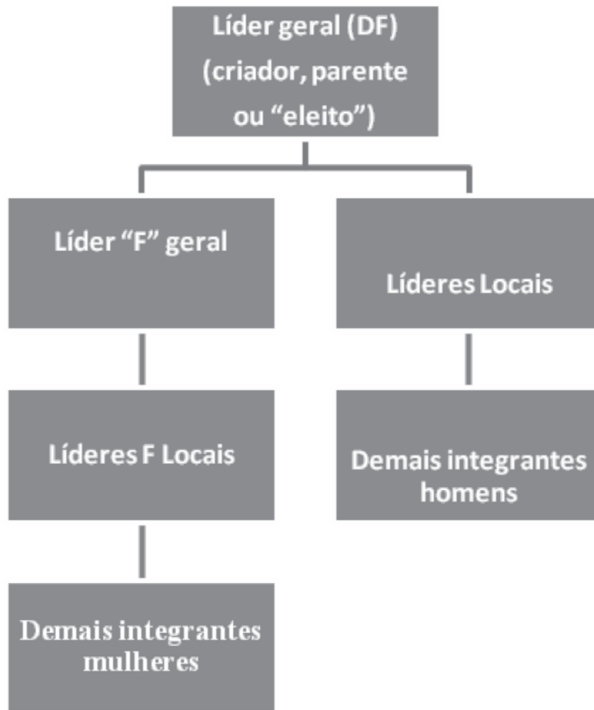 Líder geral (DF)
(criador, parente
ou “eleito”)
Líder “F” geral
Líderes Locais
Líderes F Locais
Demais integrantes
homens
Demais integrantes
mulheres